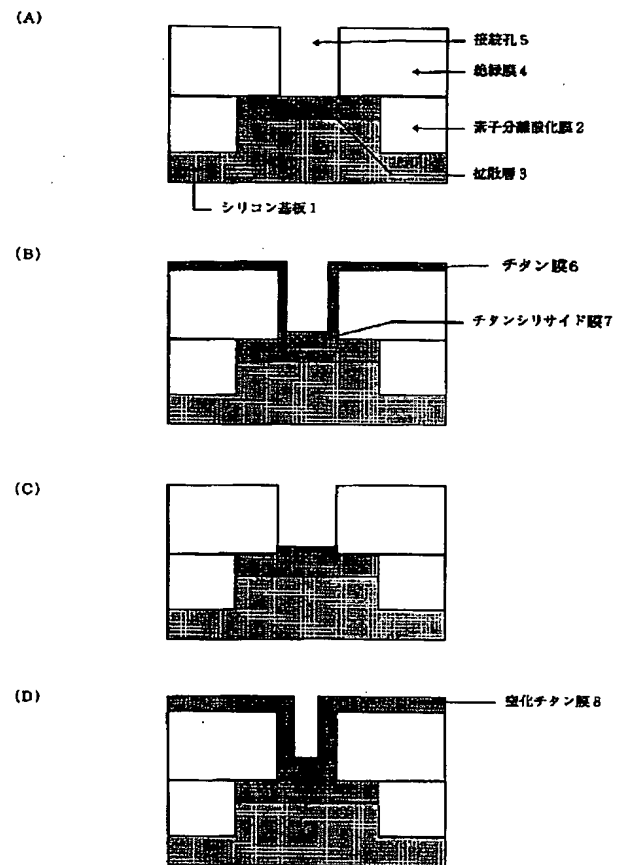 (A)
接続孔5
絶縁膜4
素子分離酸化膜2
拡散層3
シリコン基板1
(B)
チタン膜6
チタンシリサイド膜7
(C)
(D)
窒化チタン膜8